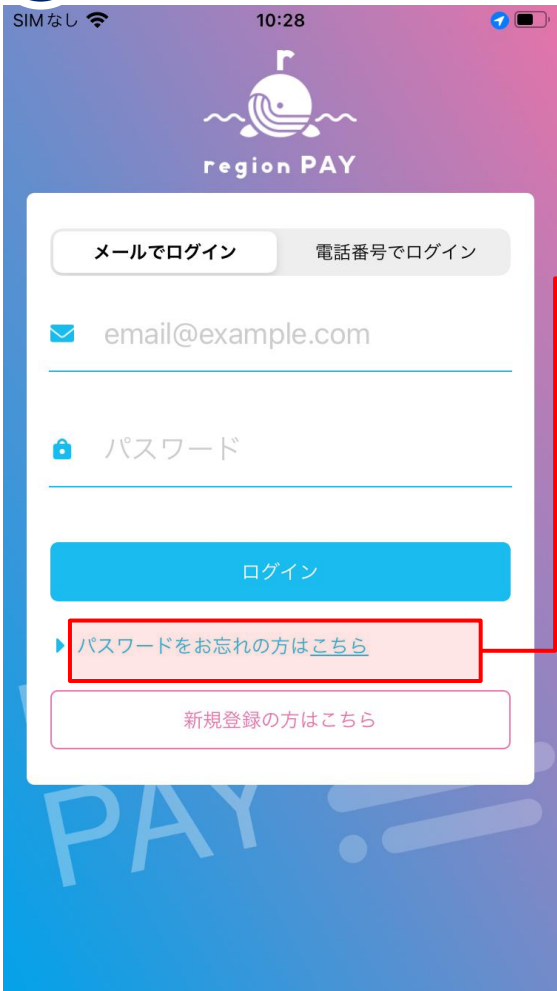 SIMなし
10:28
r
region PAY
メールでログイン
電話番号でログイン
email@example.com
パスワード
ログイン
パスワードをお忘れの方はこちら
新規登録の方はこちら
PAY